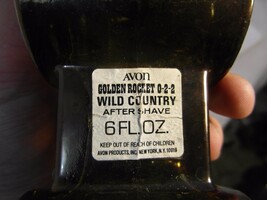 AVON
GOLDEN ROCKET 0-2-2
WILD COUNTRY
AFTER SHAVE
6 FL. OZ.
KEEP OUT OF REACH OF CHILDREN
AVON PRODUCTS, INC., NEW YORK, N.Y. 10019